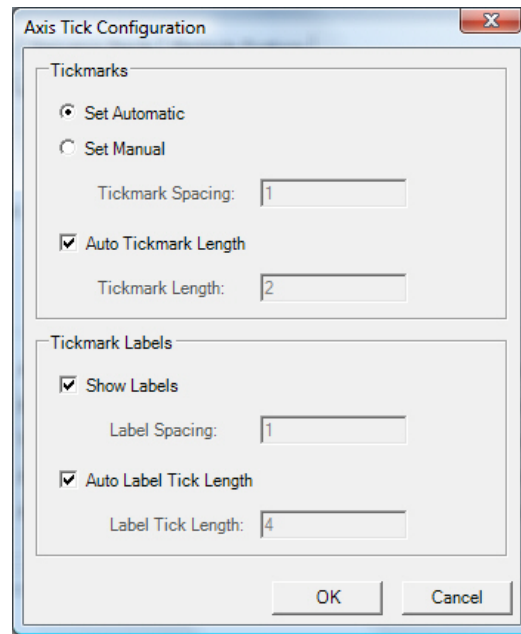 Axis Tick Configuration
Tickmarks
Set Automatic
Set Manual
Tickmark Spacing: 1
Auto Tickmark Length
Tickmark Length: 2
Tickmark Labels
Show Labels
Label Spacing: 1
Auto Label Tick Length
Label Tick Length: 4
OK Cancel